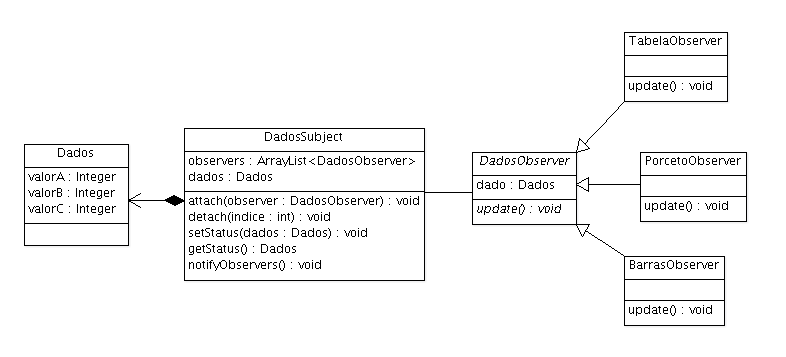 Dados
valorA : Integer
valorB : Integer
valorC : Integer
DadosSubject
observers : ArrayList<DadosObserver>
dados : Dados
attach(observer : DadosObserver) : void
detach(indice : int) : void
setStatus(dados : Dados) : void
getStatus() : Dados
notifyObservers() : void
DadosObserver
dado : Dados
update() : void
TabelaObserver
update() : void
PorcetoObserver
update() : void
BarrasObserver
update() : void